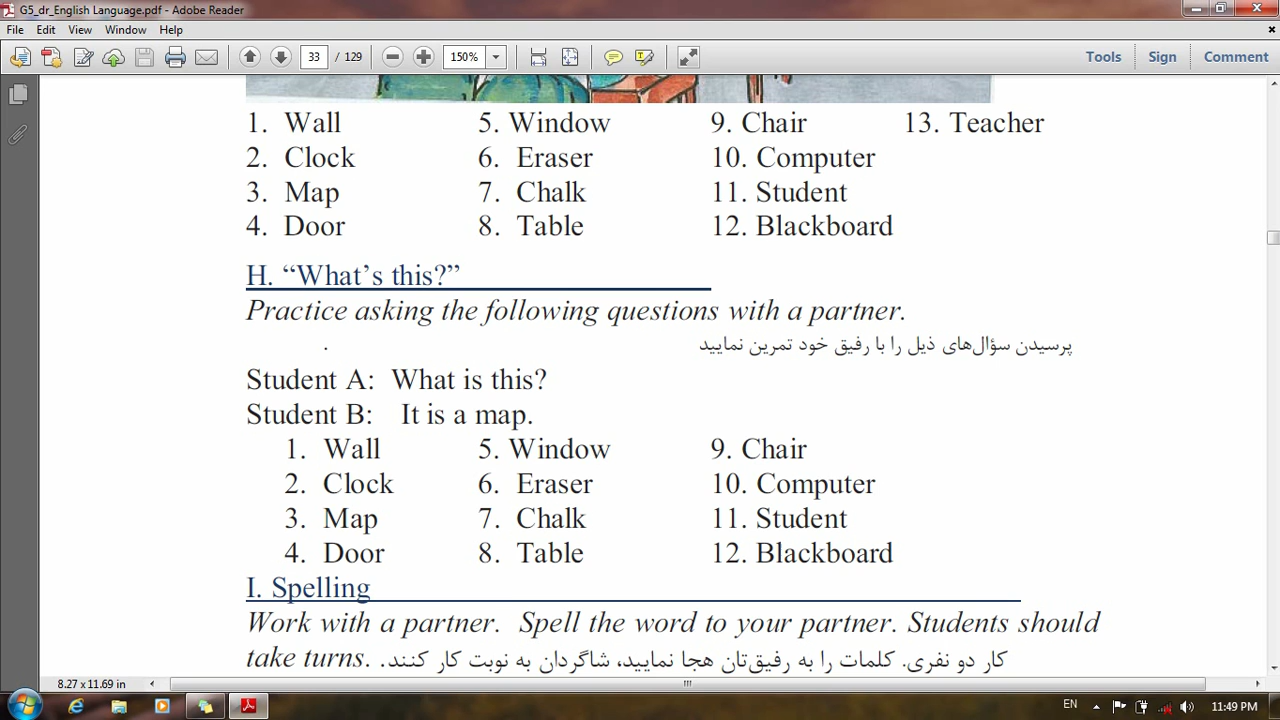 G5_dr_English Language.pdf - Adobe Reader
File Edit View Window Help
33 / 129 150% Tools Sign Comment
1. Wall 5. Window 9. Chair 13. Teacher
2. Clock 6. Eraser 10. Computer
3. Map 7. Chalk 11. Student
4. Door 8. Table 12. Blackboard
H. “What’s this?”
Practice asking the following questions with a partner.
پرسیدن سؤال‌های ذیل را با رفیق خود تمرین نمایید .
Student A: What is this?
Student B: It is a map.
1. Wall 5. Window 9. Chair
2. Clock 6. Eraser 10. Computer
3. Map 7. Chalk 11. Student
4. Door 8. Table 12. Blackboard
I. Spelling
Work with a partner. Spell the word to your partner. Students should
take turns. کار دو نفری. کلمات را به رفیق‌تان هجا نمایید، شاگردان به نوبت کار کنند.
8.27 x 11.69 in
EN 11:49 PM